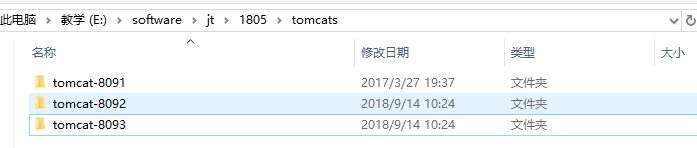 此电脑 > 教学 (E:) > software > jt > 1805 > tomcats
名称 修改日期 类型 大小
tomcat-8091 2017/3/27 19:37 文件夹
tomcat-8092 2018/9/14 10:24 文件夹
tomcat-8093 2018/9/14 10:24 文件夹